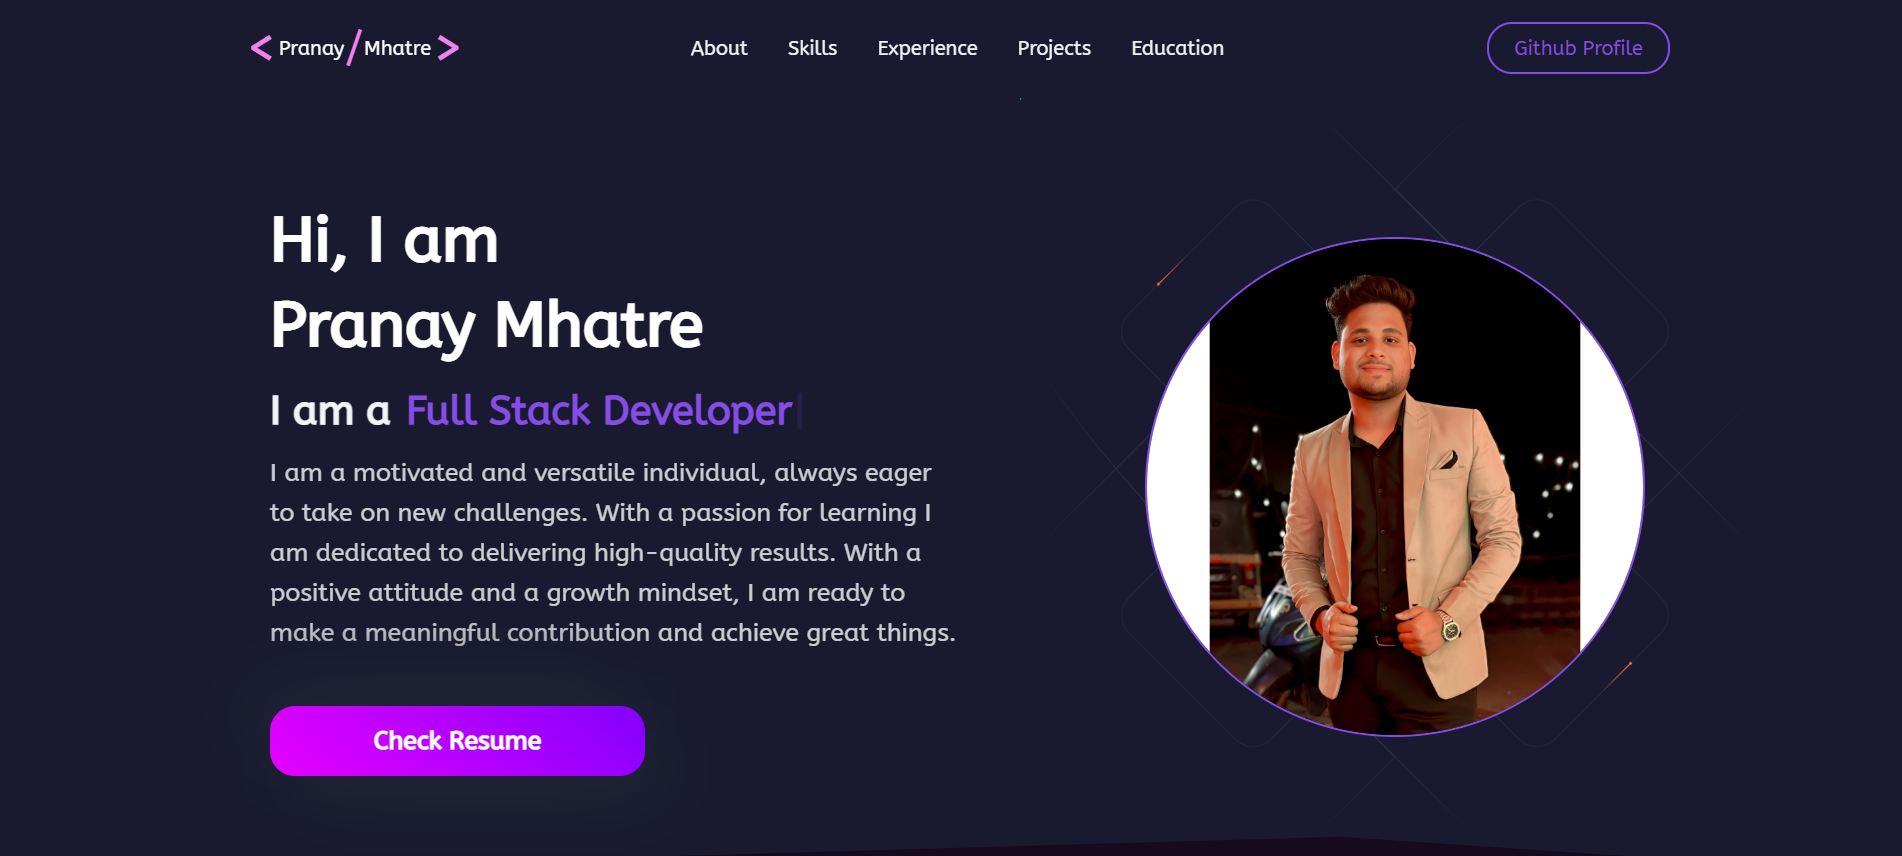 < Pranay/Mhatre >
About Skills Experience Projects Education
Github Profile
Hi, I am
Pranay Mhatre
I am a Full Stack Developer|
I am a motivated and versatile individual, always eager
to take on new challenges. With a passion for learning I
am dedicated to delivering high-quality results. With a
positive attitude and a growth mindset, I am ready to
make a meaningful contribution and achieve great things.
Check Resume